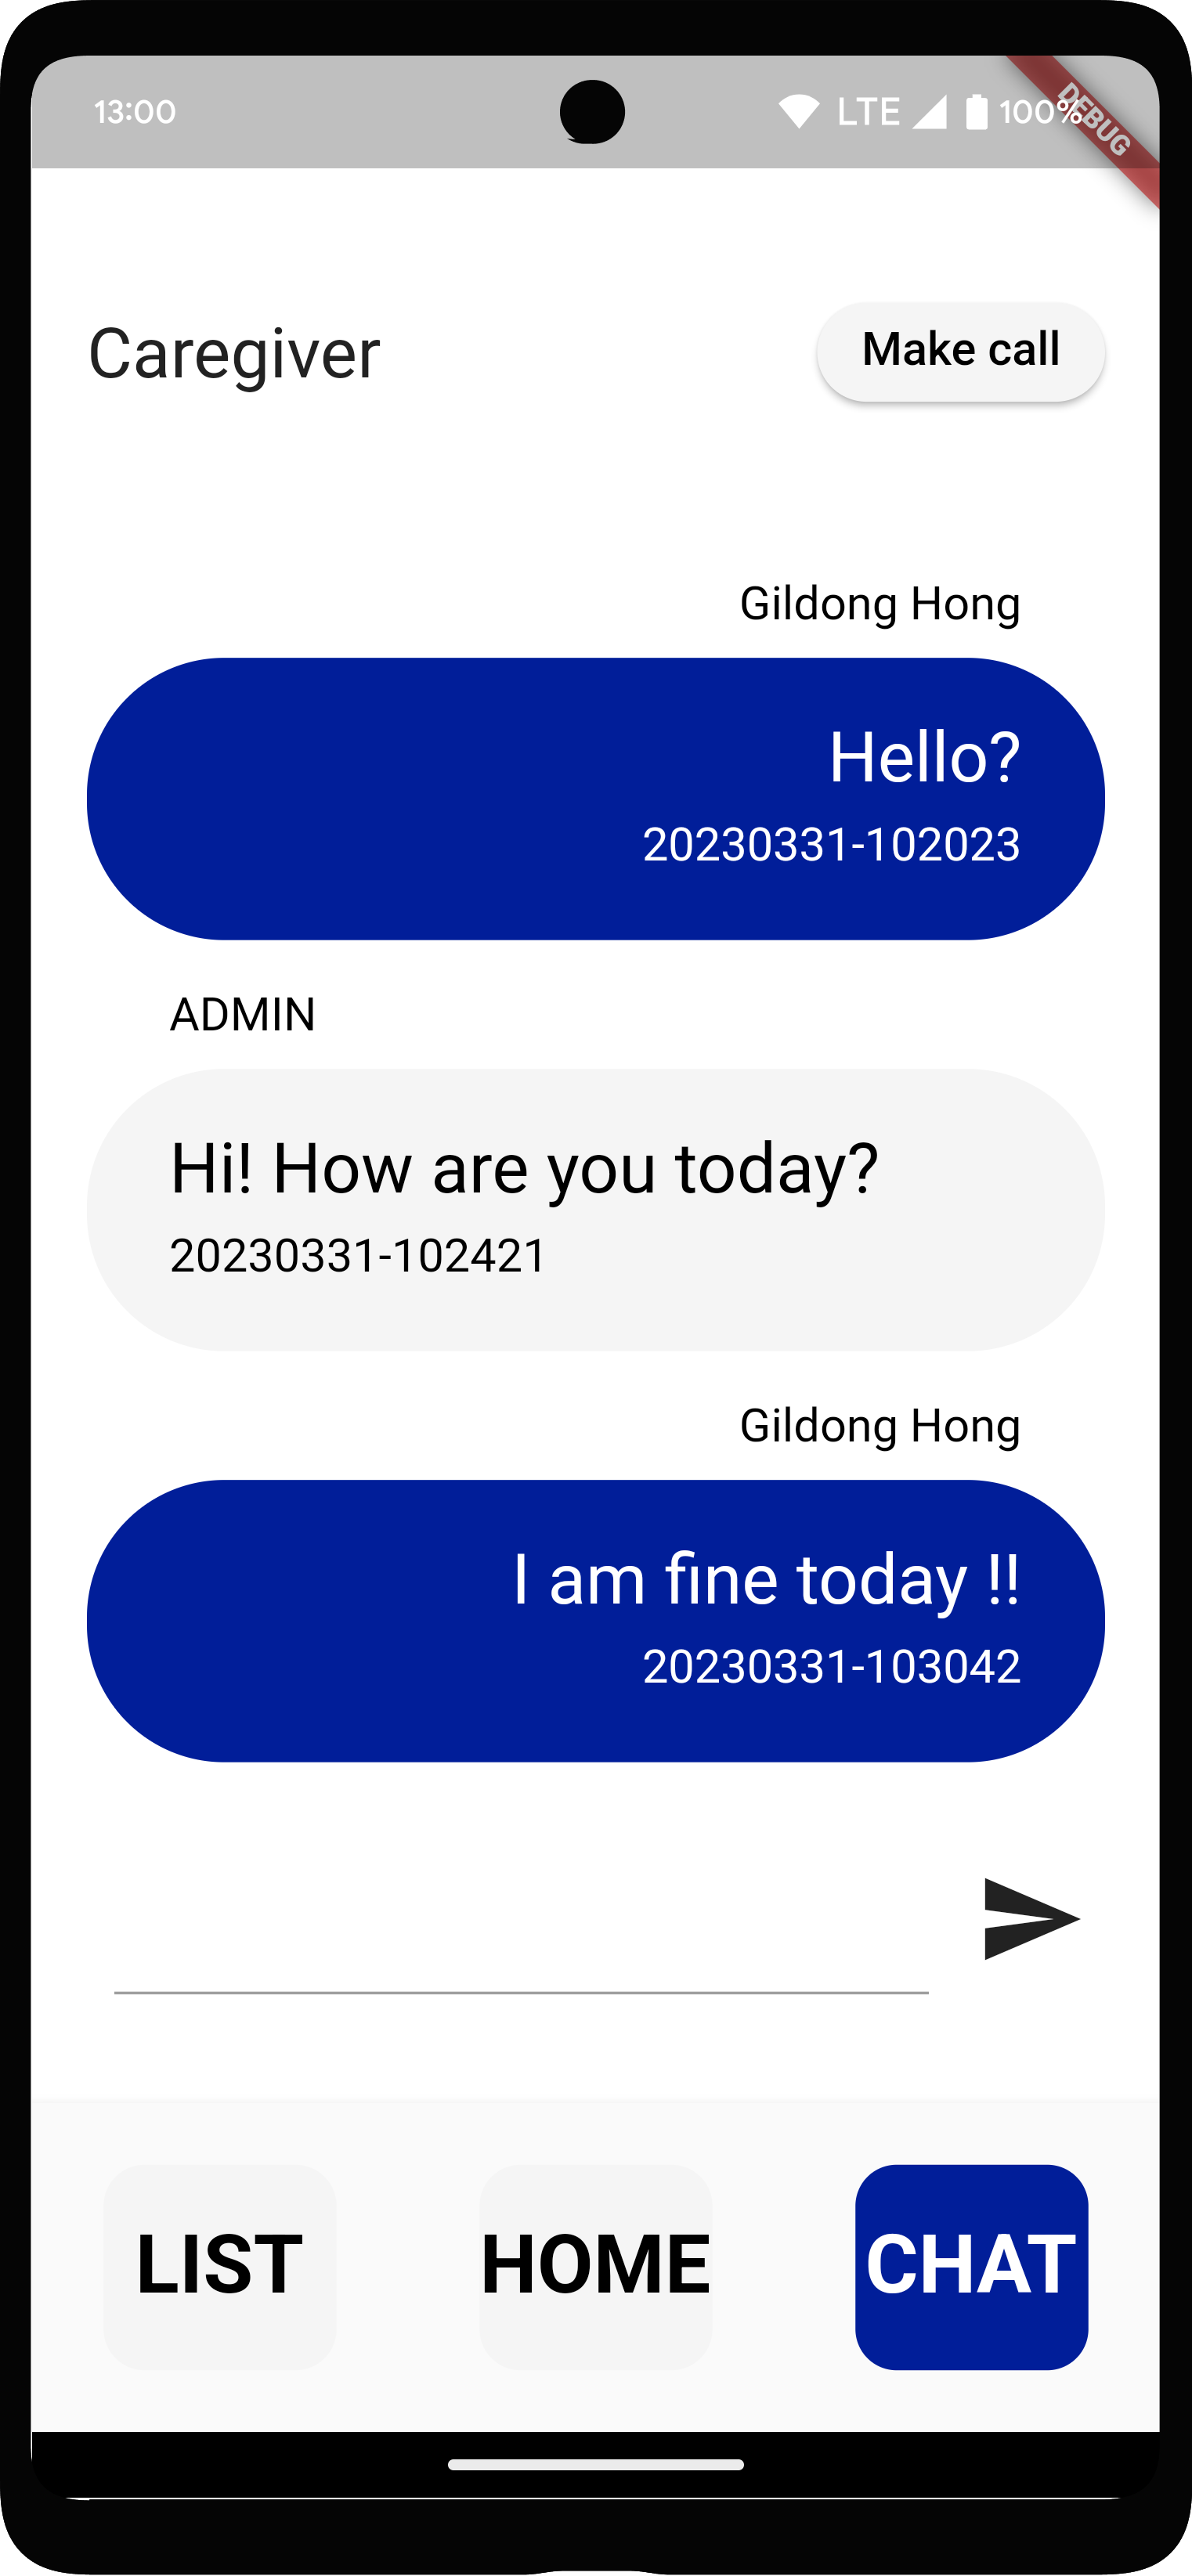 13:00 LTE 100%
DEBUG
Caregiver
Make call
Gildong Hong
Hello?
20230331-102023
ADMIN
Hi! How are you today?
20230331-102421
Gildong Hong
I am fine today !!
20230331-103042
LIST HOME CHAT